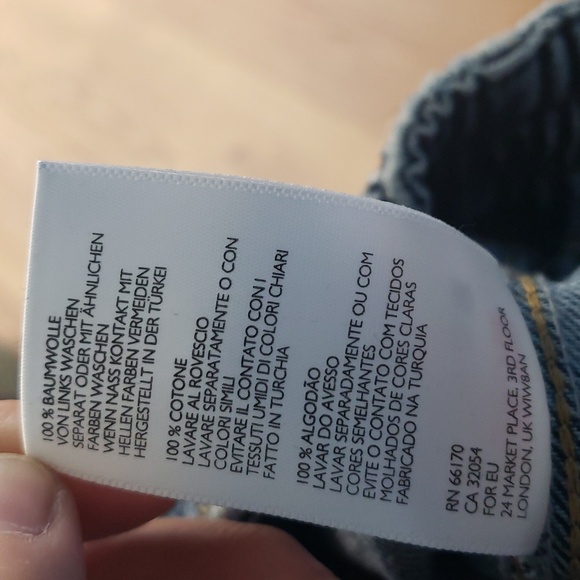 100 % BAUMWOLLE
VON LINKS WASCHEN
SEPARAT ODER MIT ÄHNLICHEN
FARBEN WASCHEN
WENN NASS KONTAKT MIT
HELLEN FARBEN VERMEIDEN
HERGESTELLT IN DER TÜRKEI
100 % COTONE
LAVARE AL ROVESCIO
LAVARE SEPARATAMENTE O CON
COLORI SIMILI
EVITARE IL CONTATO CON I
TESSUTI UMIDI DI COLORI CHIARI
FATTO IN TURCHIA
100 % ALGODÃO
LAVAR DO AVESSO
LAVAR SEPARADAMENTE OU COM
CORES SEMELHANTES
EVITE O CONTATO COM TECIDOS
MOLHADOS DE CORES CLARAS
FABRICADO NA TURQUIA
RN 66170
CA 32054
FOR EU
24 MARKET PLACE, 3RD FLOOR
LONDON, UK W1W8AN